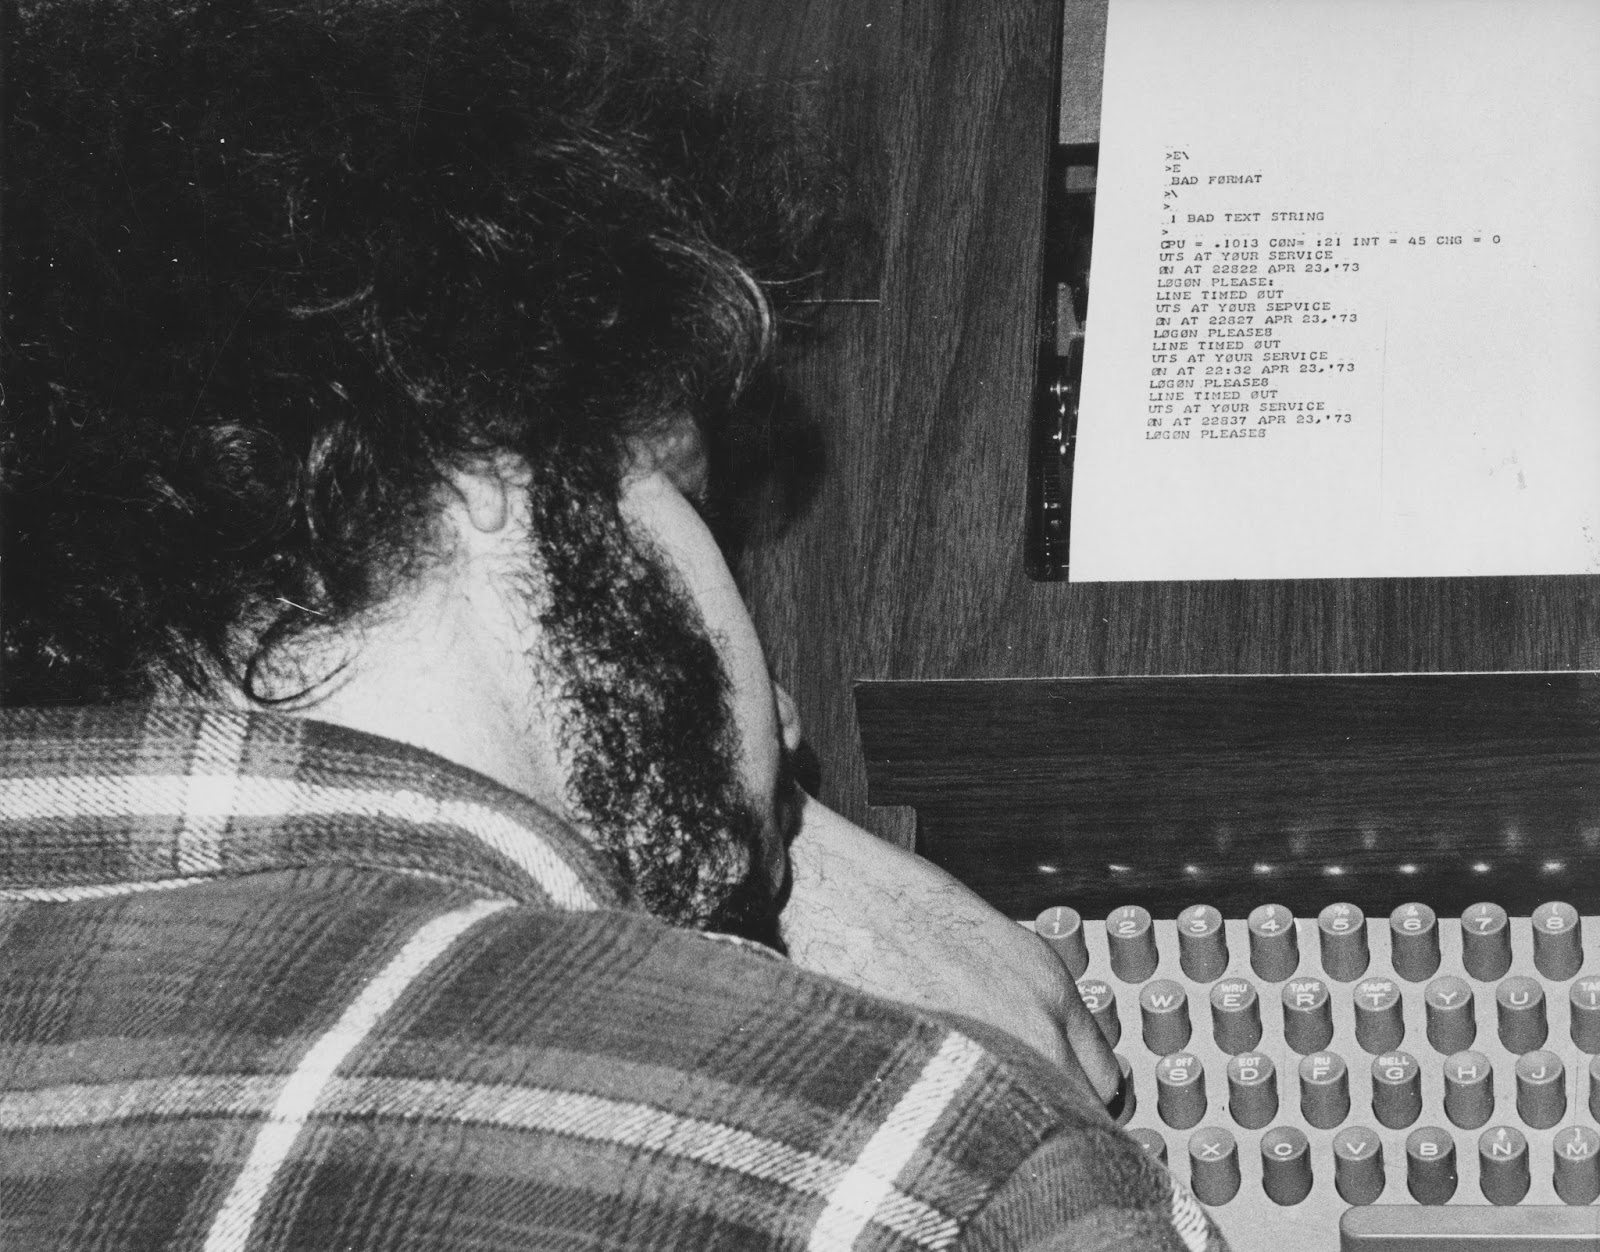 >E\
>E
BAD FØRMAT
>\
>
1 BAD TEXT STRING
>
CPU = .1013 CØN= :21 INT = 45 CHG = 0
UTS AT YØUR SERVICE
ØN AT 22822 APR 23,'73
LØGØN PLEASE:
LINE TIMED ØUT
UTS AT YØUR SEPVICE
ØN AT 22827 APR 23,'73
LØGØN PLEASE8
LINE TIMED ØUT
UTS AT YØUR SERVICE
ØN AT 22:32 APR 23,'73
LØGØN PLEASE8
LINE TIMED ØUT
UTS AT YØUR SERVICE
ØN AT 22837 APR 23,'73
LØGØN PLEASE8
! " # $ % & ' (
1 2 3 4 5 6 7 8
X-ON WRU TAPE TAPE
Q W E R T Y U I
X OFF EOT RU BELL
S D F G H J
↑ ]
X C V B N M